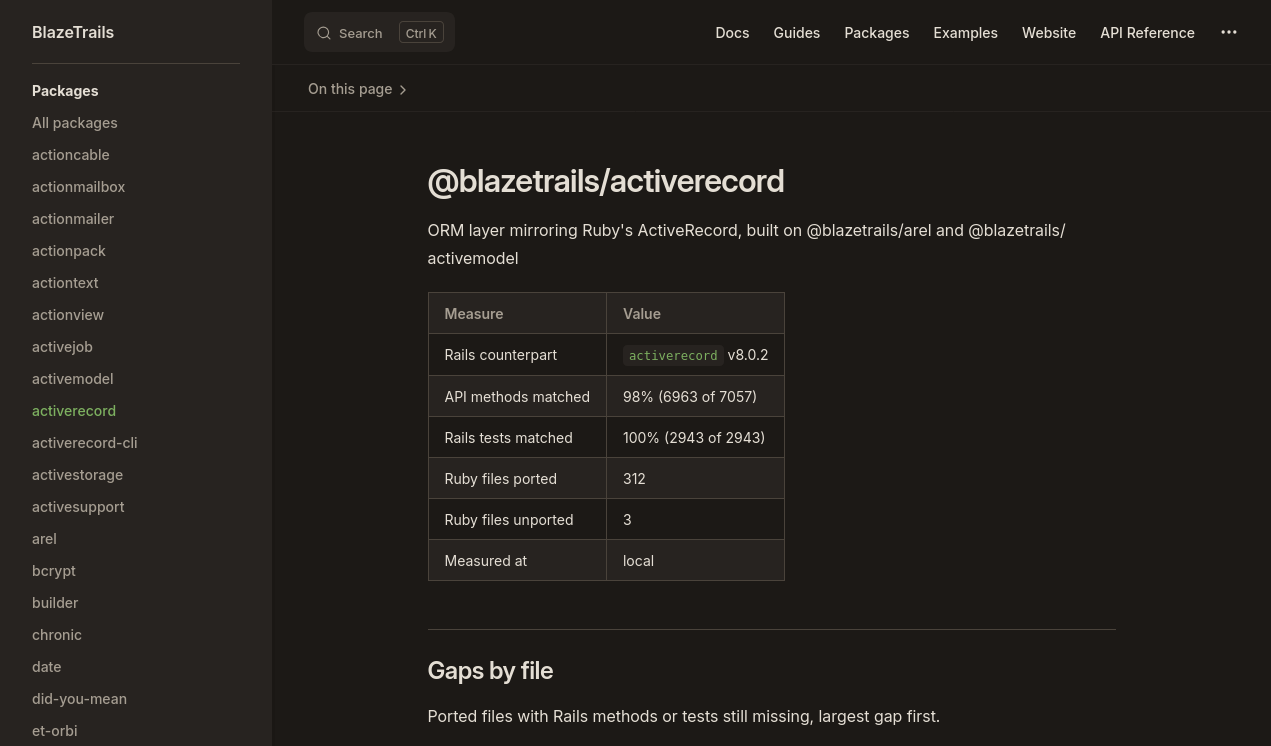 BlazeTrails
Search
Ctrl K
Docs
Guides
Packages
Examples
Website
API Reference
On this page
Packages
All packages
actioncable
actionmailbox
actionmailer
actionpack
actiontext
actionview
activejob
activemodel
activerecord
activerecord-cli
activestorage
activesupport
arel
bcrypt
builder
chronic
date
did-you-mean
et-orbi
@blazetrails/activerecord
ORM layer mirroring Ruby's ActiveRecord, built on @blazetrails/arel and @blazetrails/
activemodel
Measure Value
Rails counterpart activerecord v8.0.2
API methods matched 98% (6963 of 7057)
Rails tests matched 100% (2943 of 2943)
Ruby files ported 312
Ruby files unported 3
Measured at local
Gaps by file
Ported files with Rails methods or tests still missing, largest gap first.